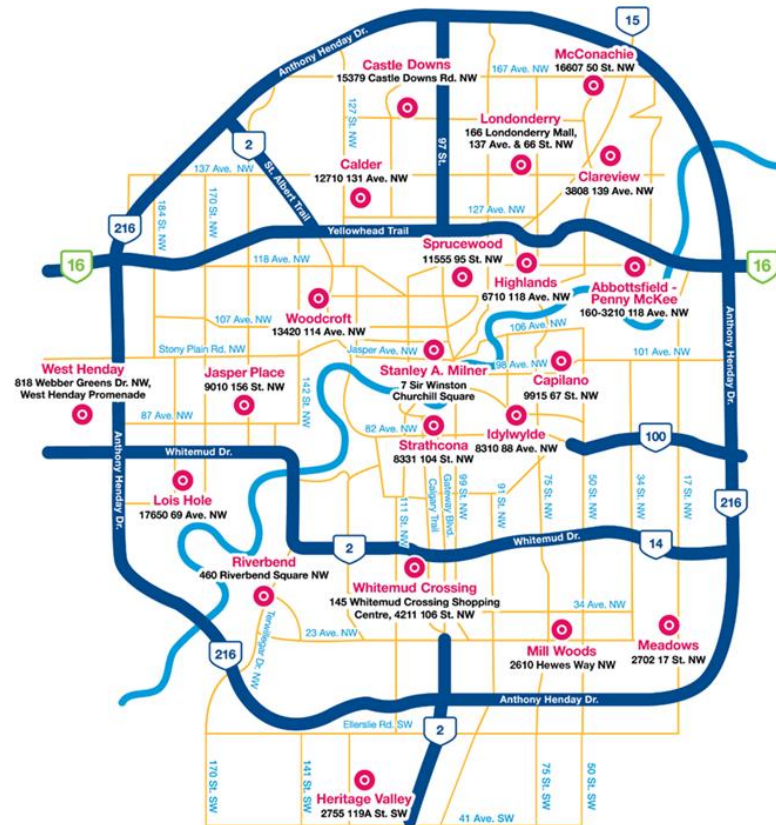 15
Anthony Henday Dr.
McConachie
16607 50 St. NW
Castle Downs
15379 Castle Downs Rd. NW
167 Ave. NW
127 St. NW
97 St.
Londonderry
166 Londonderry Mall,
137 Ave. & 66 St. NW
2
St. Albert Trail
Calder
12710 131 Ave. NW
137 Ave. NW
Clareview
3808 139 Ave. NW
184 St. NW
170 St. NW
127 Ave. NW
216
Yellowhead Trail
16
16
118 Ave. NW
Sprucewood
11555 95 St. NW
Highlands
6710 118 Ave. NW
Abbottsfield -
Penny McKee
160-3210 118 Ave. NW
Woodcroft
13420 114 Ave. NW
107 Ave. NW
106 Ave. NW
Anthony Henday Dr.
Stony Plain Rd. NW
Jasper Ave. NW
98 Ave. NW
101 Ave. NW
West Henday
818 Webber Greens Dr. NW,
West Henday Promenade
Jasper Place
9010 156 St. NW
142 St. NW
Stanley A. Milner
7 Sir Winston
Churchill Square
Capilano
9915 67 St. NW
87 Ave. NW
82 Ave. NW
Strathcona
8331 104 St. NW
Idylwylde
8310 88 Ave. NW
100
Whitemud Dr.
Anthony Henday Dr.
Lois Hole
17650 69 Ave. NW
111 St. NW
Calgary Trail
Gateway Blvd.
99 St. NW
91 St. NW
75 St. NW
50 St. NW
34 St. NW
17 St. NW
216
2
Whitemud Dr.
14
Riverbend
460 Riverbend Square NW
Whitemud Crossing
145 Whitemud Crossing Shopping
Centre, 4211 106 St. NW
34 Ave. NW
Terwillegar Dr. NW
23 Ave. NW
Mill Woods
2610 Hewes Way NW
Meadows
2702 17 St. NW
216
Anthony Henday Dr.
2
Ellerslie Rd. SW
170 St. SW
141 St. SW
75 St. SW
50 St. SW
Heritage Valley
2755 119A St. SW
41 Ave. SW